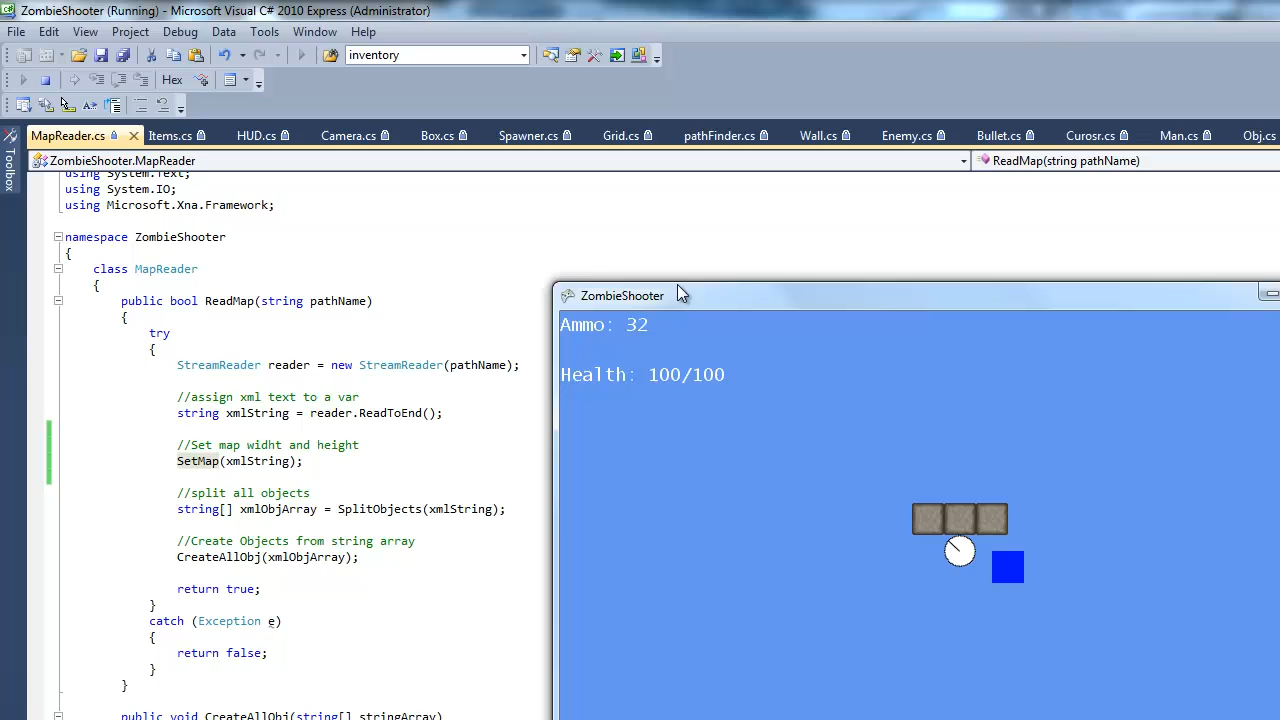 ZombieShooter (Running) - Microsoft Visual C# 2010 Express (Administrator)
File Edit View Project Debug Data Tools Window Help
inventory
Hex
MapReader.cs Items.cs HUD.cs Camera.cs Box.cs Spawner.cs Grid.cs pathFinder.cs Wall.cs Enemy.cs Bullet.cs Curosr.cs Man.cs Obj.cs
Toolbox
ZombieShooter.MapReader
ReadMap(string pathName)
using System.Text;
using System.IO;
using Microsoft.Xna.Framework;
namespace ZombieShooter
{
class MapReader
{
public bool ReadMap(string pathName)
{
try
{
StreamReader reader = new StreamReader(pathName);
//assign xml text to a var
string xmlString = reader.ReadToEnd();
//Set map widht and height
SetMap(xmlString);
//split all objects
string[] xmlObjArray = SplitObjects(xmlString);
//Create Objects from string array
CreateAllObj(xmlObjArray);
return true;
}
catch (Exception e)
{
return false;
}
}
public void CreateAllObj(string[] stringArray)
ZombieShooter
Ammo: 32
Health: 100/100